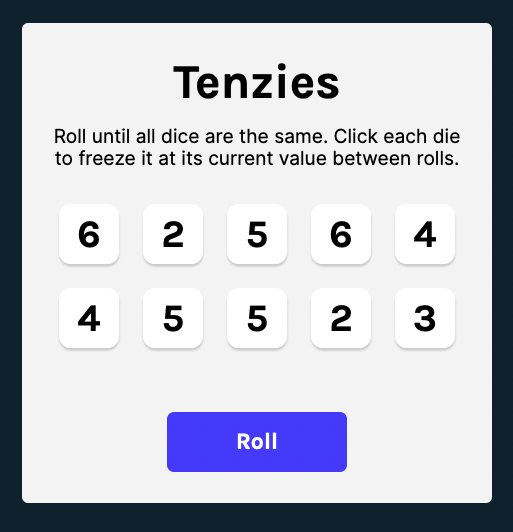 Tenzies
Roll until all dice are the same. Click each die
to freeze it at its current value between rolls.
6 2 5 6 4
4 5 5 2 3
Roll